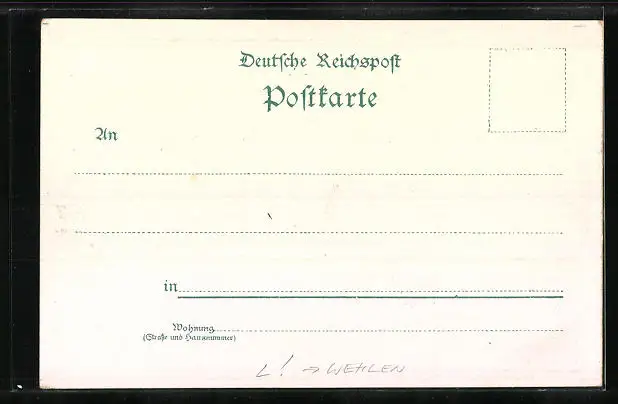 Deutsche Reichspost
Postkarte
An
in
Wohnung
(Straße und Hausnummer)
L! → WEHLEN